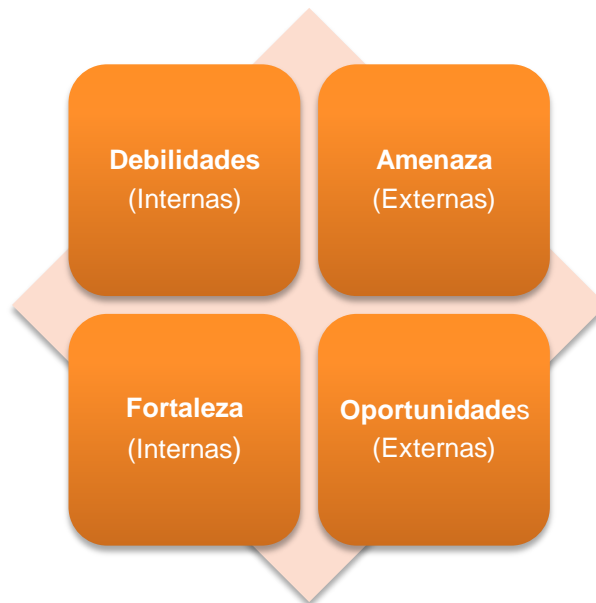 Debilidades
(Internas)
Amenaza
(Externas)
Fortaleza
(Internas)
Oportunidades
(Externas)